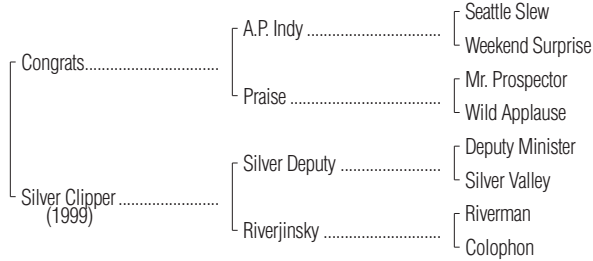 Seattle Slew
A.P. Indy ................................
Weekend Surprise
Congrats................................
Mr. Prospector
Praise ....................................
Wild Applause
Deputy Minister
Silver Deputy ........................
Silver Valley
Silver Clipper ........................
(1999)
Riverman
Riverjinsky ............................
Colophon